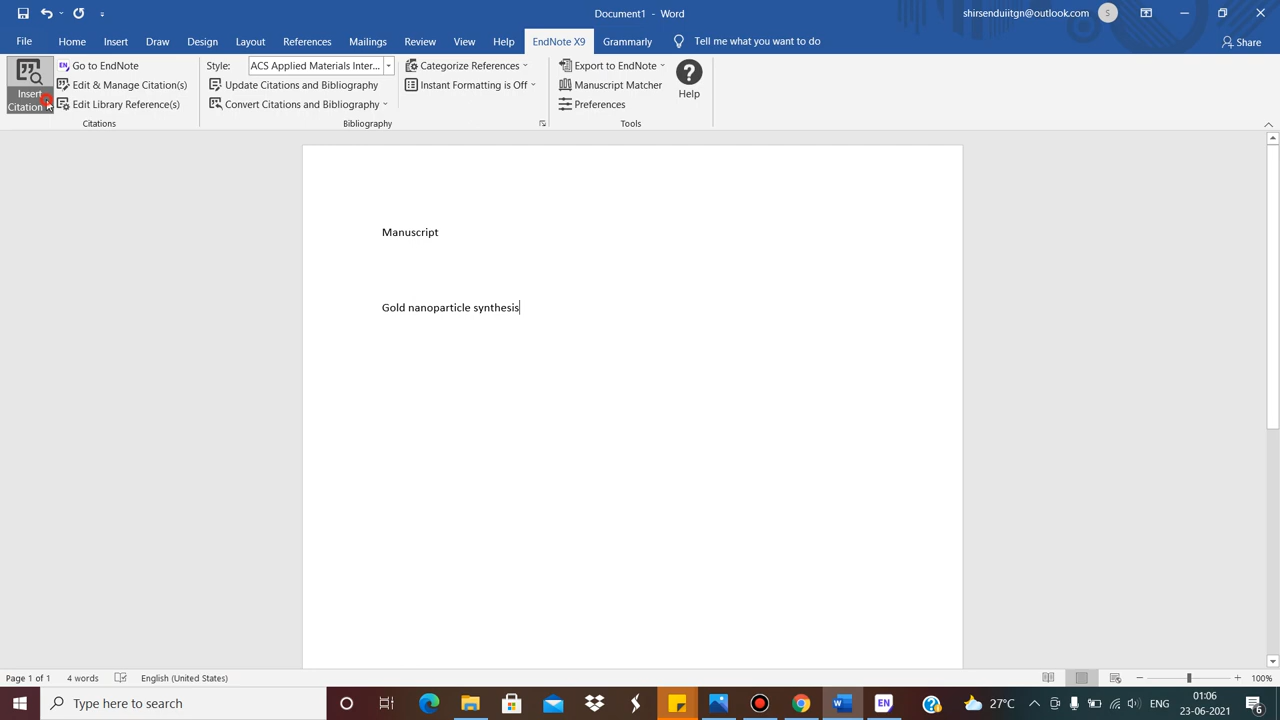 Document1 - Word
shirsenduiitgn@outlook.com S
File Home Insert Draw Design Layout References Mailings Review View Help EndNote X9 Grammarly Tell me what you want to do Share
Insert Citation
EN Go to EndNote
Edit & Manage Citation(s)
Edit Library Reference(s)
Citations
Style: ACS Applied Materials Inter...
Update Citations and Bibliography
Convert Citations and Bibliography
Bibliography
Categorize References
Instant Formatting is Off
Export to EndNote
Manuscript Matcher
Preferences
Tools
Help
Manuscript
Gold nanoparticle synthesis
Page 1 of 1 4 words English (United States) 100%
Type here to search
W EN
27°C
ENG
01:06
23-06-2021
6